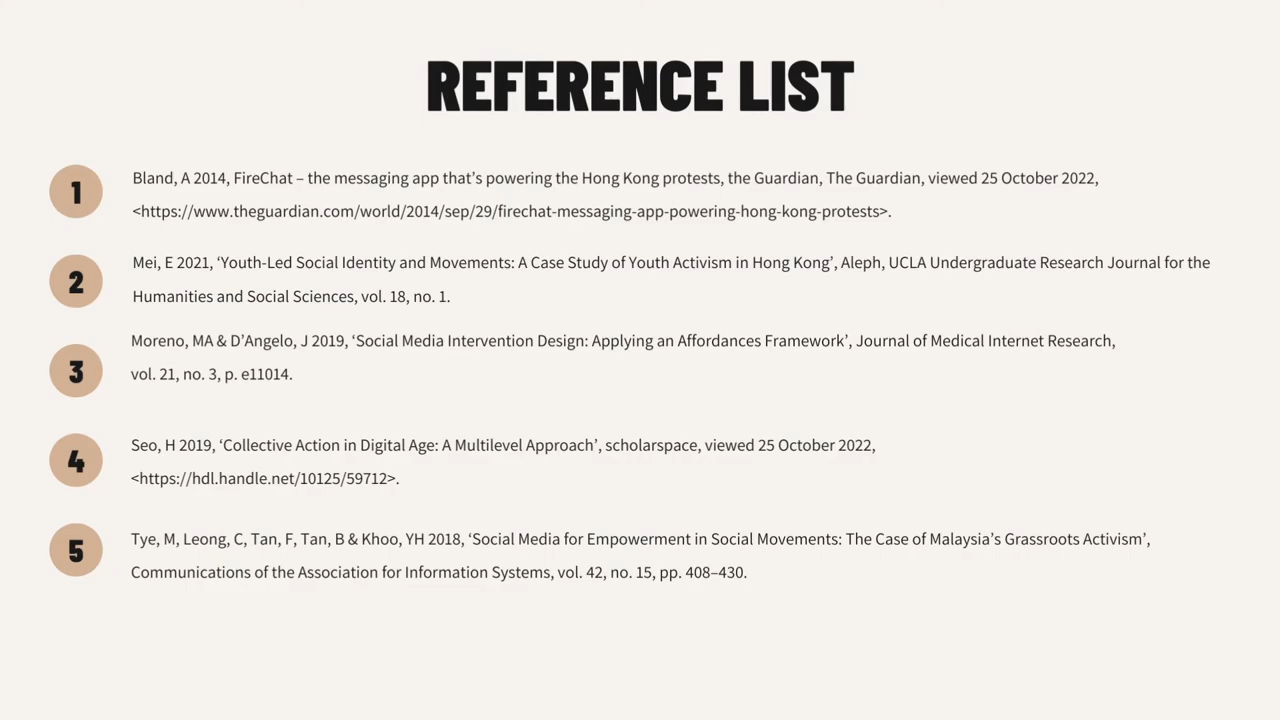 REFERENCE LIST
1
Bland, A 2014, FireChat – the messaging app that’s powering the Hong Kong protests, the Guardian, The Guardian, viewed 25 October 2022,
<https://www.theguardian.com/world/2014/sep/29/firechat-messaging-app-powering-hong-kong-protests>.
2
Mei, E 2021, ‘Youth-Led Social Identity and Movements: A Case Study of Youth Activism in Hong Kong’, Aleph, UCLA Undergraduate Research Journal for the
Humanities and Social Sciences, vol. 18, no. 1.
3
Moreno, MA & D’Angelo, J 2019, ‘Social Media Intervention Design: Applying an Affordances Framework’, Journal of Medical Internet Research,
vol. 21, no. 3, p. e11014.
4
Seo, H 2019, ‘Collective Action in Digital Age: A Multilevel Approach’, scholarspace, viewed 25 October 2022,
<https://hdl.handle.net/10125/59712>.
5
Tye, M, Leong, C, Tan, F, Tan, B & Khoo, YH 2018, ‘Social Media for Empowerment in Social Movements: The Case of Malaysia’s Grassroots Activism’,
Communications of the Association for Information Systems, vol. 42, no. 15, pp. 408–430.